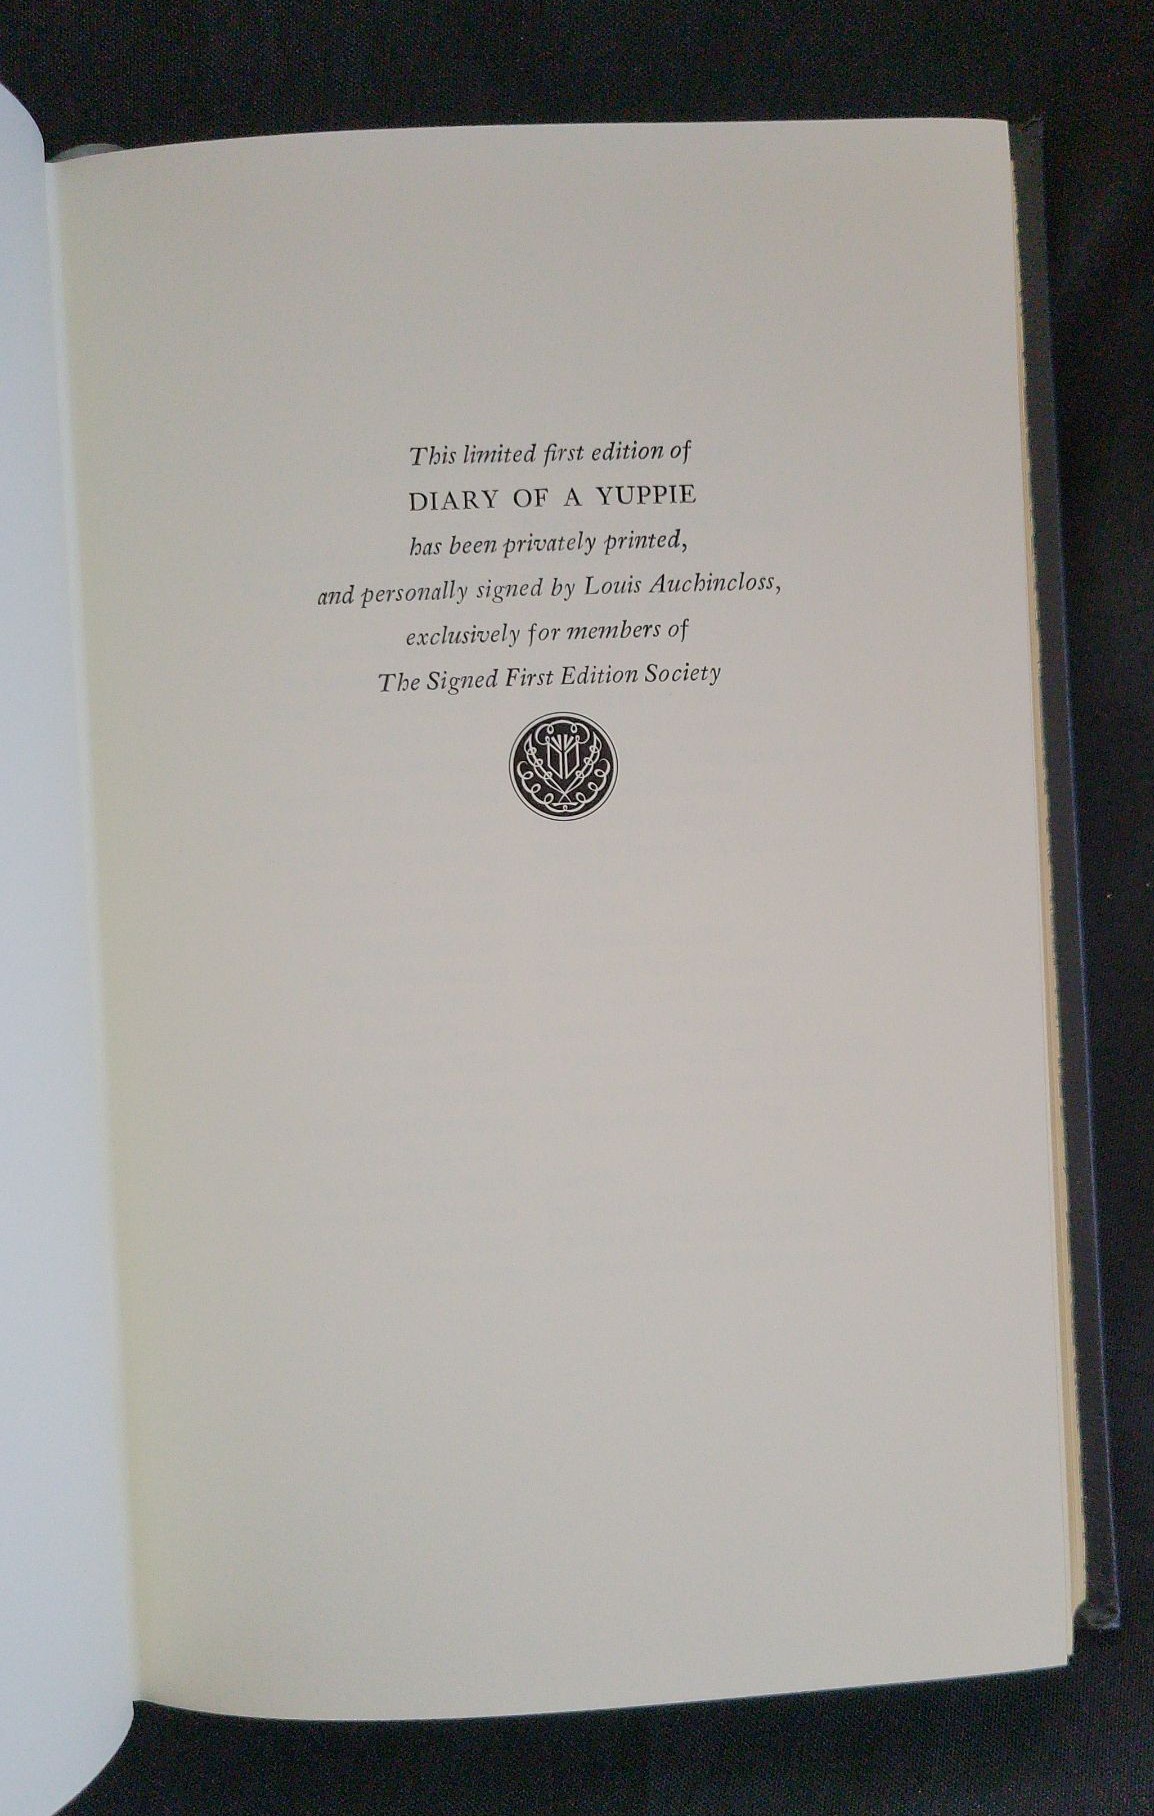 This limited first edition of
DIARY OF A YUPPIE
has been privately printed,
and personally signed by Louis Auchincloss,
exclusively for members of
The Signed First Edition Society